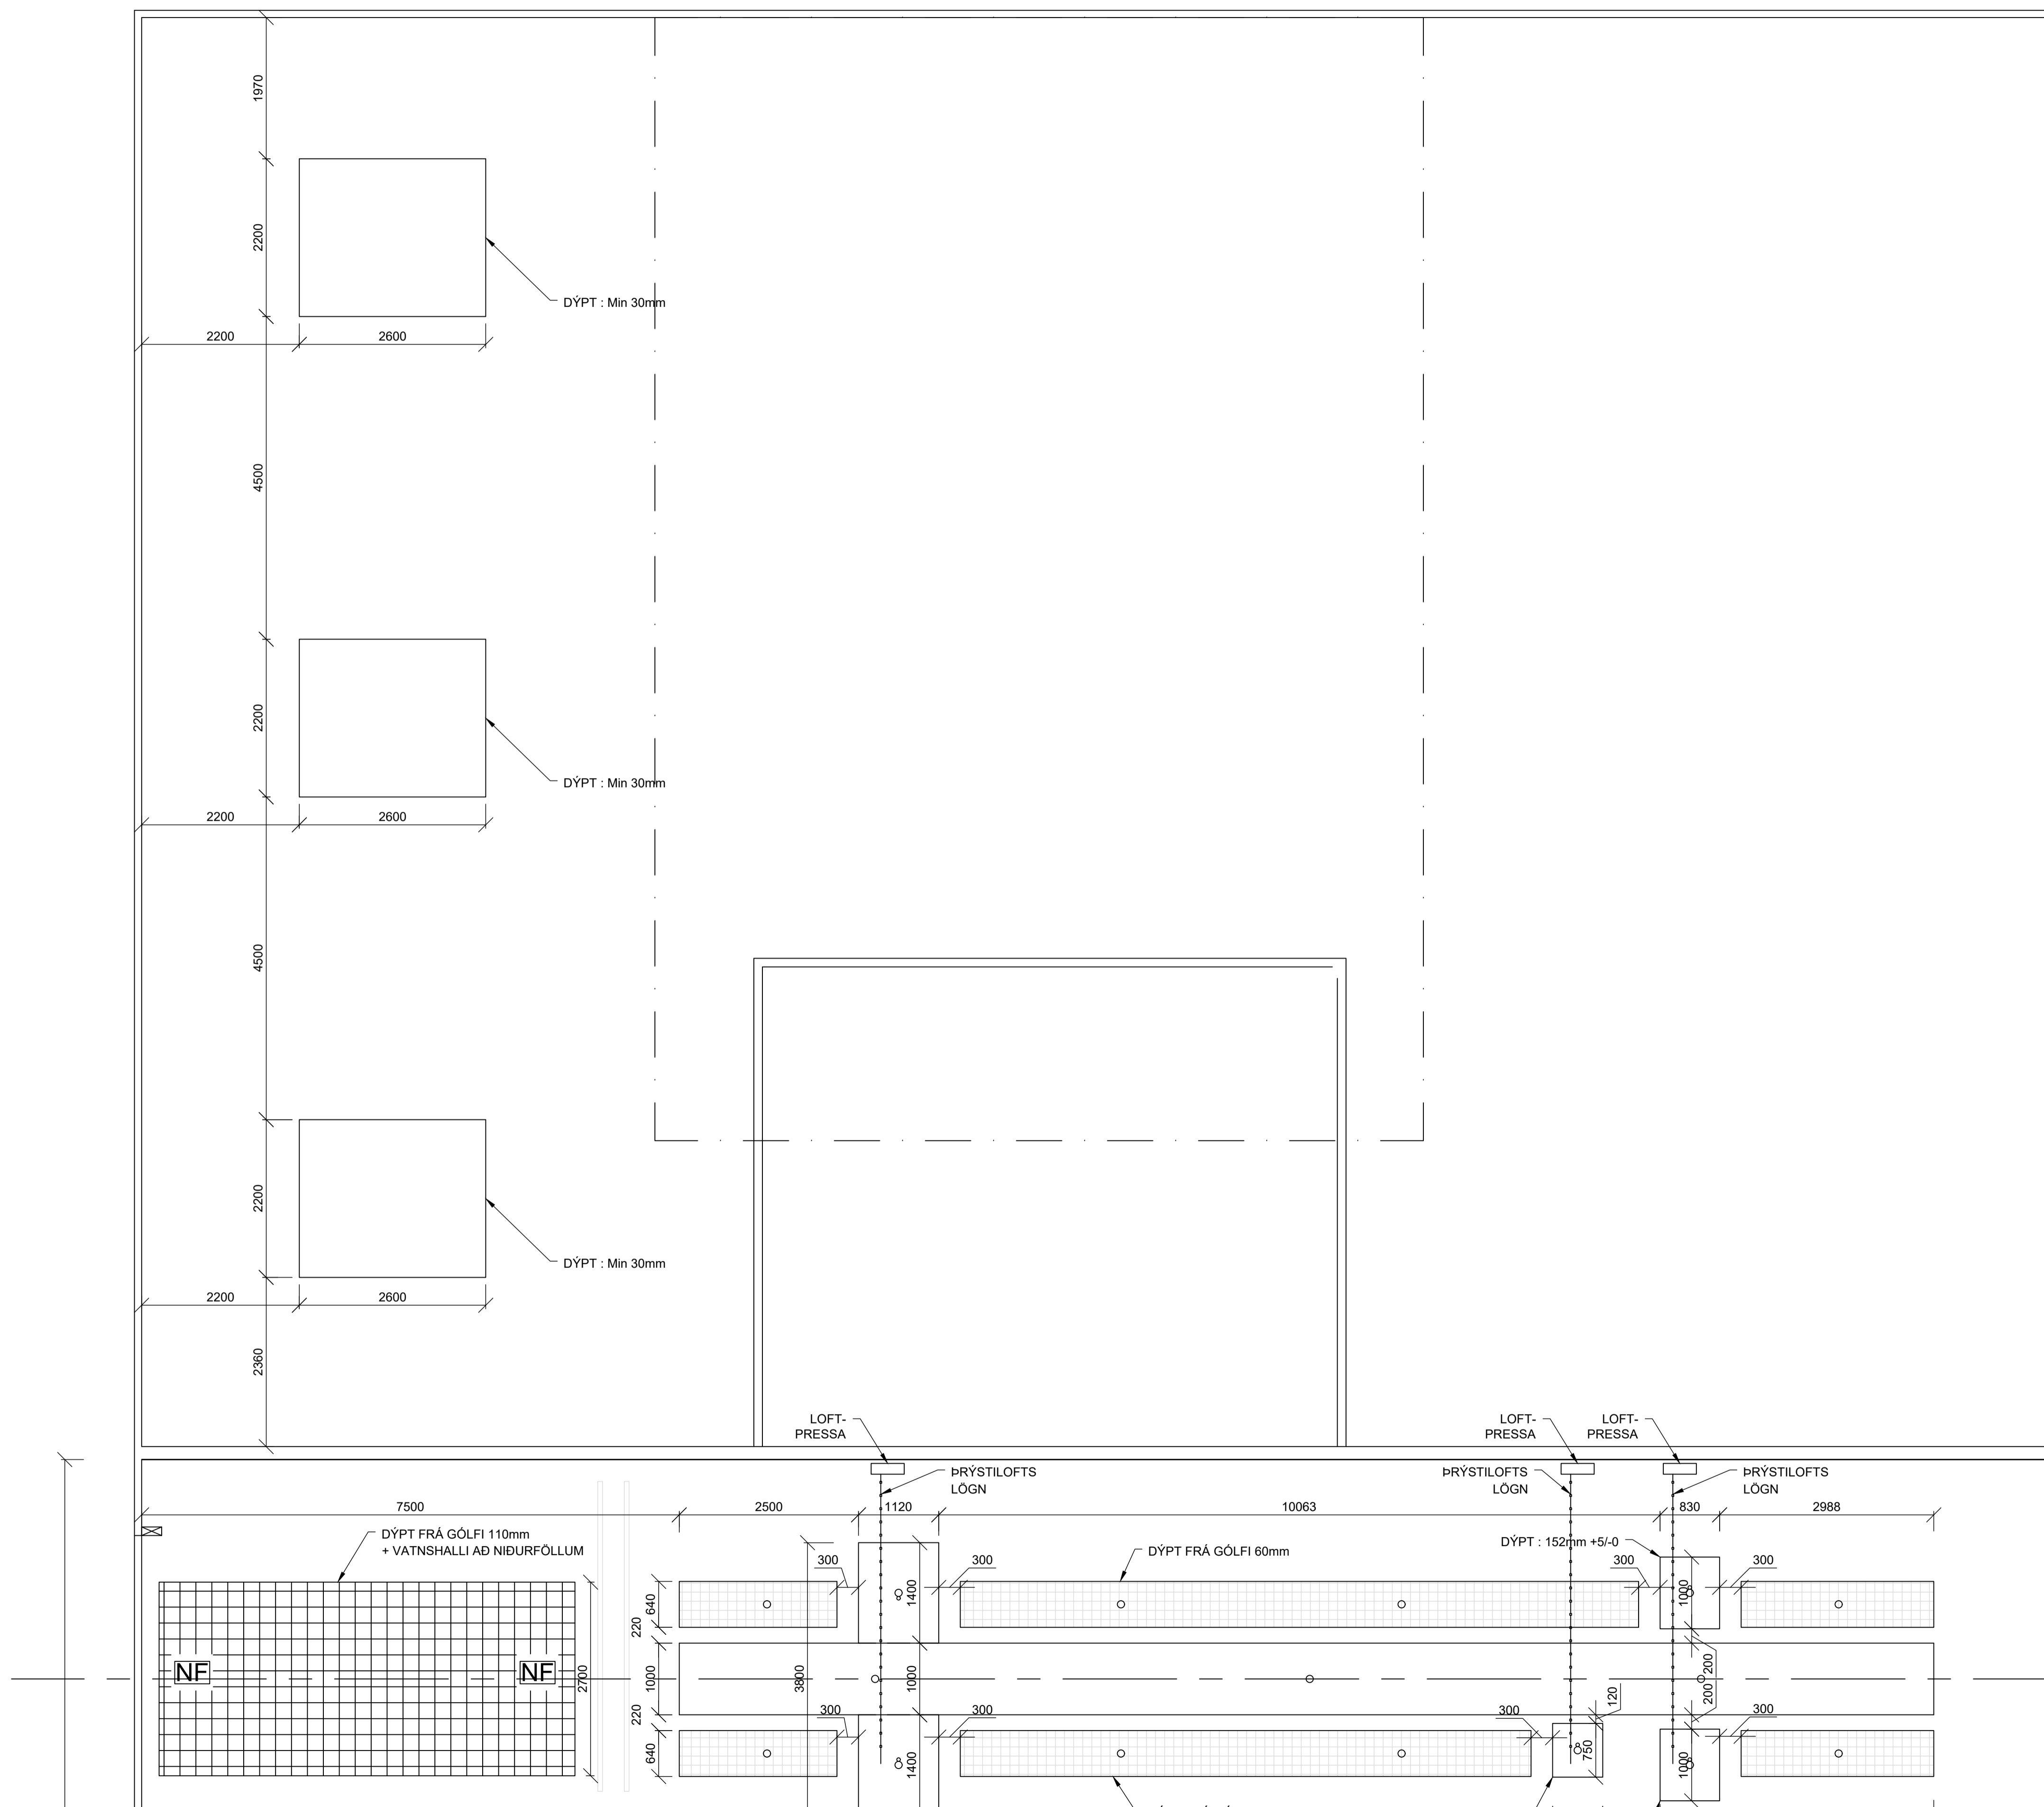 1970
2200
DÝPT : Min 30mm
2200
2600
4500
2200
DÝPT : Min 30mm
2200
2600
4500
2200
DÝPT : Min 30mm
2200
2600
2360
LOFT-
PRESSA
LOFT-
PRESSA
LOFT-
PRESSA
ÞRÝSTILOFTS
LÖGN
ÞRÝSTILOFTS
LÖGN
ÞRÝSTILOFTS
LÖGN
7500
2500
1120
10063
830
2988
DÝPT FRÁ GÓLFI 110mm
+ VATNSHALLI AÐ NIÐURFÖLLUM
DÝPT FRÁ GÓLFI 60mm
DÝPT : 152mm +5/-0
300
300
300
300
640
1400
1000
220
NF
NF
2700
1000
3800
1000
200
200
120
220
300
300
300
300
640
1400
750
1000